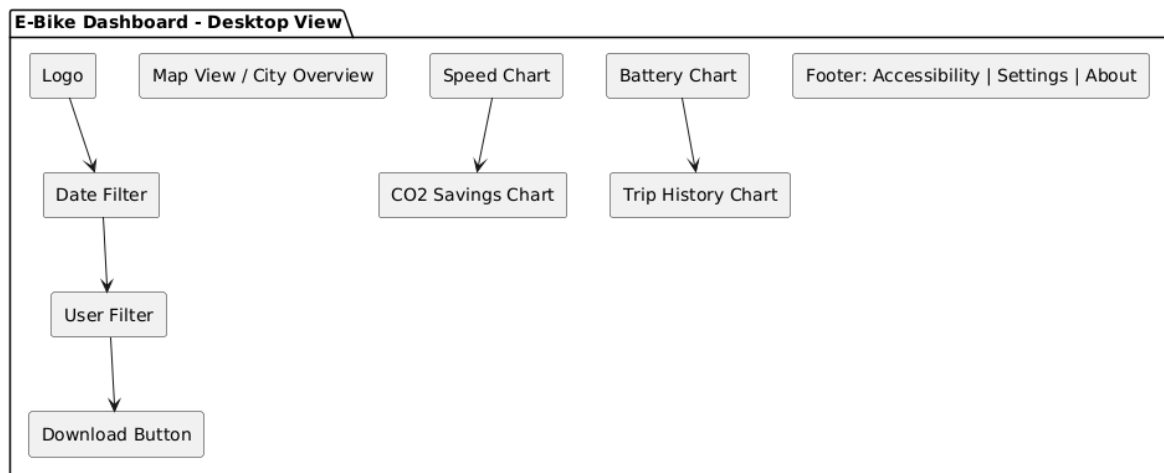 E-Bike Dashboard - Desktop View
Logo
Map View / City Overview
Speed Chart
Battery Chart
Footer: Accessibility | Settings | About
Date Filter
CO2 Savings Chart
Trip History Chart
User Filter
Download Button